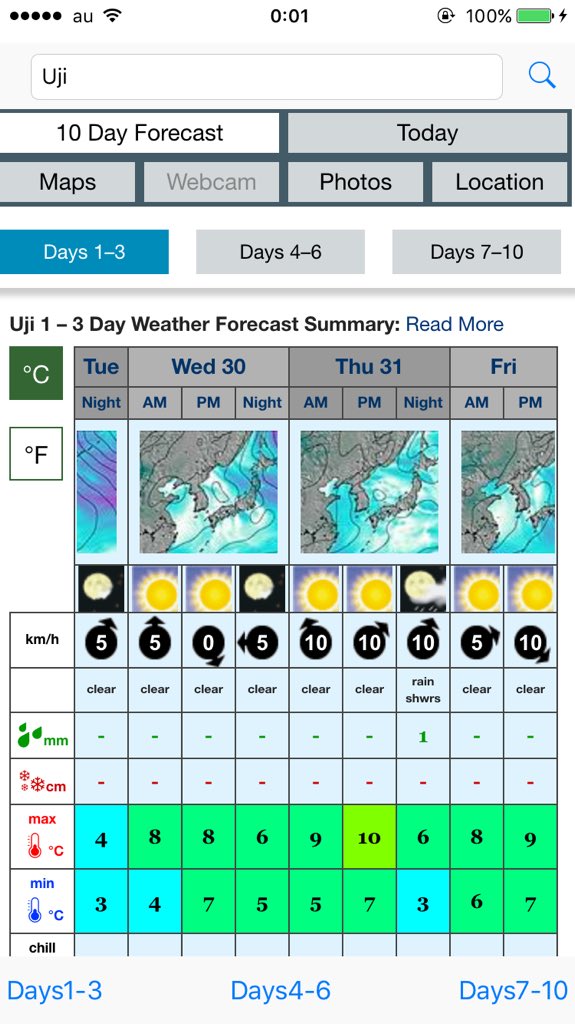 au 0:01 100%
Uji
10 Day Forecast Today
Maps Webcam Photos Location
Days 1–3 Days 4–6 Days 7–10
Uji 1 – 3 Day Weather Forecast Summary: Read More
°C Tue Wed 30 Thu 31 Fri
Night AM PM Night AM PM Night AM PM
°F
km/h 5 5 0 5 10 10 10 5 10
clear clear clear clear clear clear rain shwrs clear clear
mm - - - - - - 1 - -
cm - - - - - - - - -
max °C 4 8 8 6 9 10 6 8 9
min °C 3 4 7 5 5 7 3 6 7
chill
Days1-3 Days4-6 Days7-10